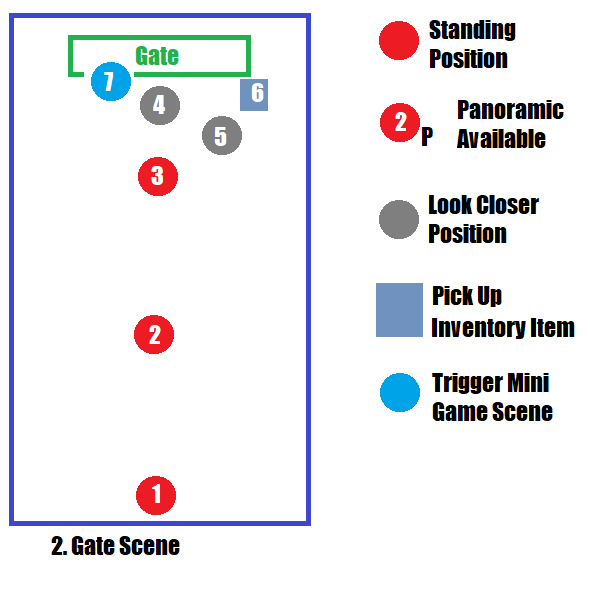 Gate
7
4
6
5
3
2
1
2. Gate Scene
Standing
Position
2
P
Panoramic
Available
Look Closer
Position
Pick Up
Inventory Item
Trigger Mini
Game Scene